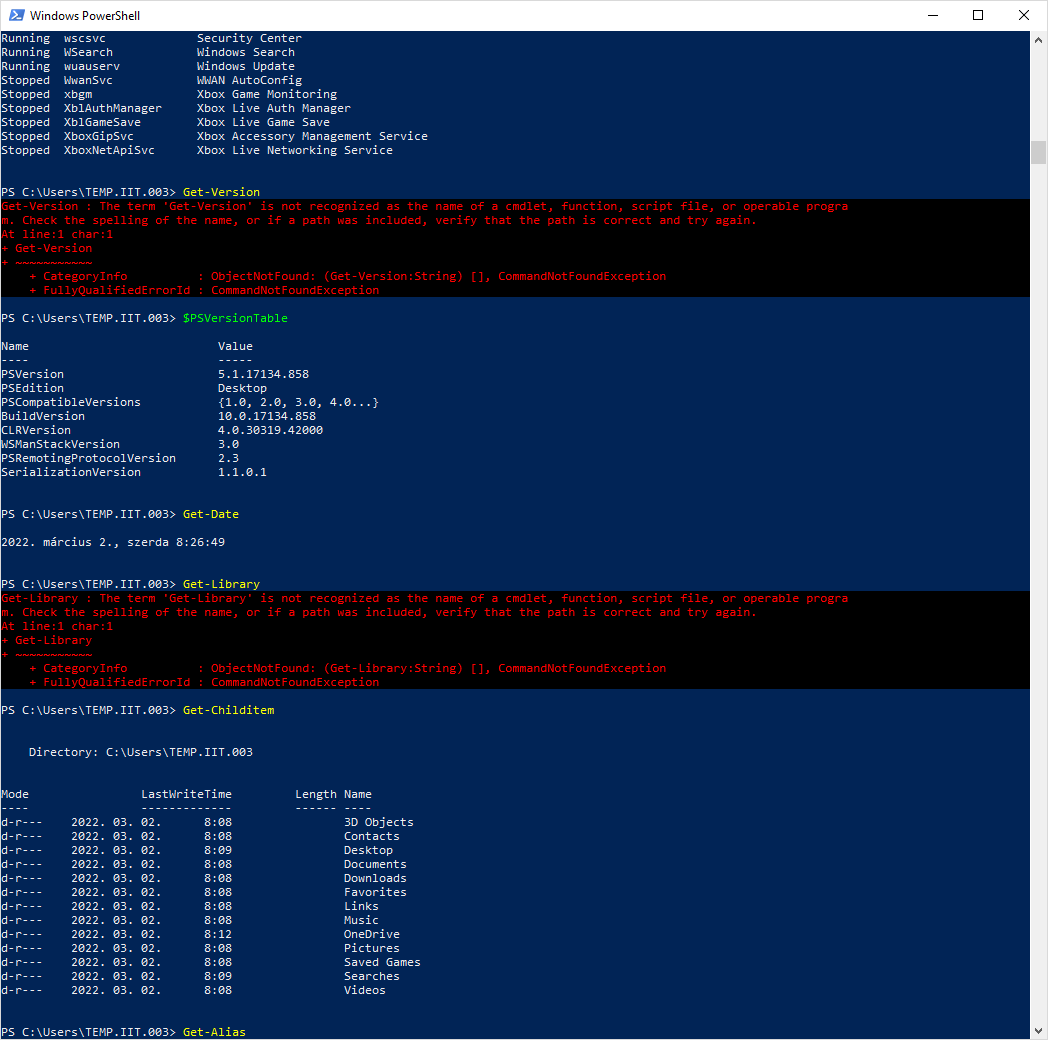 Windows PowerShell
Running  wscsvc             Security Center
Running  WSearch            Windows Search
Running  wuauserv           Windows Update
Stopped  WwanSvc            WWAN AutoConfig
Stopped  xbgm               Xbox Game Monitoring
Stopped  XblAuthManager     Xbox Live Auth Manager
Stopped  XblGameSave        Xbox Live Game Save
Stopped  XboxGipSvc         Xbox Accessory Management Service
Stopped  XboxNetApiSvc      Xbox Live Networking Service
PS C:\Users\TEMP.IIT.003> Get-Version
Get-Version : The term 'Get-Version' is not recognized as the name of a cmdlet, function, script file, or operable progra
m. Check the spelling of the name, or if a path was included, verify that the path is correct and try again.
At line:1 char:1
+ Get-Version
+ ~~~~~~~~~~~
    + CategoryInfo          : ObjectNotFound: (Get-Version:String) [], CommandNotFoundException
    + FullyQualifiedErrorId : CommandNotFoundException
PS C:\Users\TEMP.IIT.003> $PSVersionTable
Name                           Value
----                           -----
PSVersion                      5.1.17134.858
PSEdition                      Desktop
PSCompatibleVersions           {1.0, 2.0, 3.0, 4.0...}
BuildVersion                   10.0.17134.858
CLRVersion                     4.0.30319.42000
WSManStackVersion              3.0
PSRemotingProtocolVersion      2.3
SerializationVersion           1.1.0.1
PS C:\Users\TEMP.IIT.003> Get-Date
2022. március 2., szerda 8:26:49
PS C:\Users\TEMP.IIT.003> Get-Library
Get-Library : The term 'Get-Library' is not recognized as the name of a cmdlet, function, script file, or operable progra
m. Check the spelling of the name, or if a path was included, verify that the path is correct and try again.
At line:1 char:1
+ Get-Library
+ ~~~~~~~~~~~
    + CategoryInfo          : ObjectNotFound: (Get-Library:String) [], CommandNotFoundException
    + FullyQualifiedErrorId : CommandNotFoundException
PS C:\Users\TEMP.IIT.003> Get-Childitem
    Directory: C:\Users\TEMP.IIT.003
Mode                LastWriteTime         Length Name
----                -------------         ------ ----
d-r---    2022. 03. 02.      8:08                3D Objects
d-r---    2022. 03. 02.      8:08                Contacts
d-r---    2022. 03. 02.      8:09                Desktop
d-r---    2022. 03. 02.      8:08                Documents
d-r---    2022. 03. 02.      8:08                Downloads
d-r---    2022. 03. 02.      8:08                Favorites
d-r---    2022. 03. 02.      8:08                Links
d-r---    2022. 03. 02.      8:08                Music
d-r---    2022. 03. 02.      8:12                OneDrive
d-r---    2022. 03. 02.      8:08                Pictures
d-r---    2022. 03. 02.      8:08                Saved Games
d-r---    2022. 03. 02.      8:09                Searches
d-r---    2022. 03. 02.      8:08                Videos
PS C:\Users\TEMP.IIT.003> Get-Alias